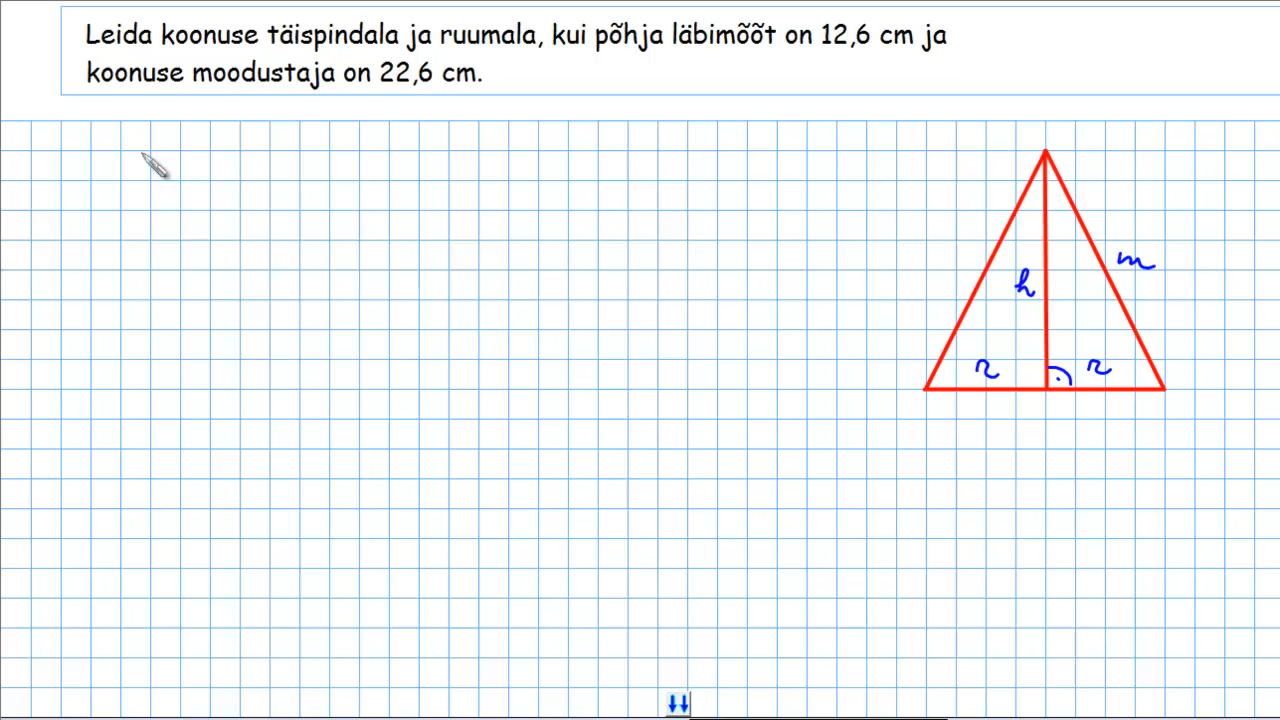 Leida koonuse täispindala ja ruumala, kui põhja läbimõõt on 12,6 cm ja
koonuse moodustaja on 22,6 cm.
m
h
r r